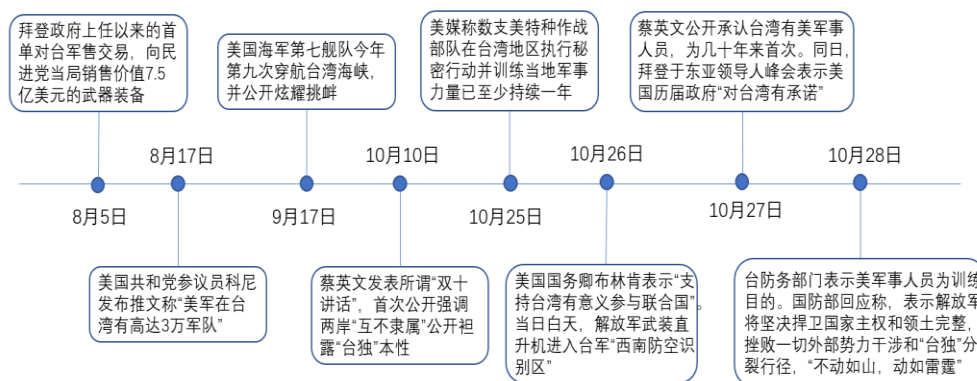 拜登政府上任以来的首
单对台军售交易，向民
进党当局销售价值7.5
亿美元的武器装备
美国海军第七舰队今年
第九次穿航台湾海峡，
并公开炫耀挑衅
美媒称数支美特种作战
部队在台湾地区执行秘
密行动并训练当地军事
力量已至少持续一年
蔡英文公开承认台湾有美军事
人员，为几十年来首次。同日，
拜登于东亚领导人峰会表示美
国历届政府“对台湾有承诺”
8月17日
10月10日
10月26日
10月28日
8月5日
9月17日
10月25日
10月27日
美国共和党参议员科尼
发布推文称“美军在台
湾有高达3万军队”
蔡英文发表所谓“双十
讲话”，首次公开强调
两岸“互不隶属”公开袒
露“台独”本性
美国国务卿布林肯表示“支
持台湾有意义参与联合国”。
当日白天，解放军武装直
升机进入台军“西南防空识
别区”
台防务部门表示美军事人员为训练
目的。国防部回应称，表示解放军
将坚决捍卫国家主权和领土完整，
挫败一切外部势力干涉和“台独”分
裂行径，“不动如山，动如雷霆”